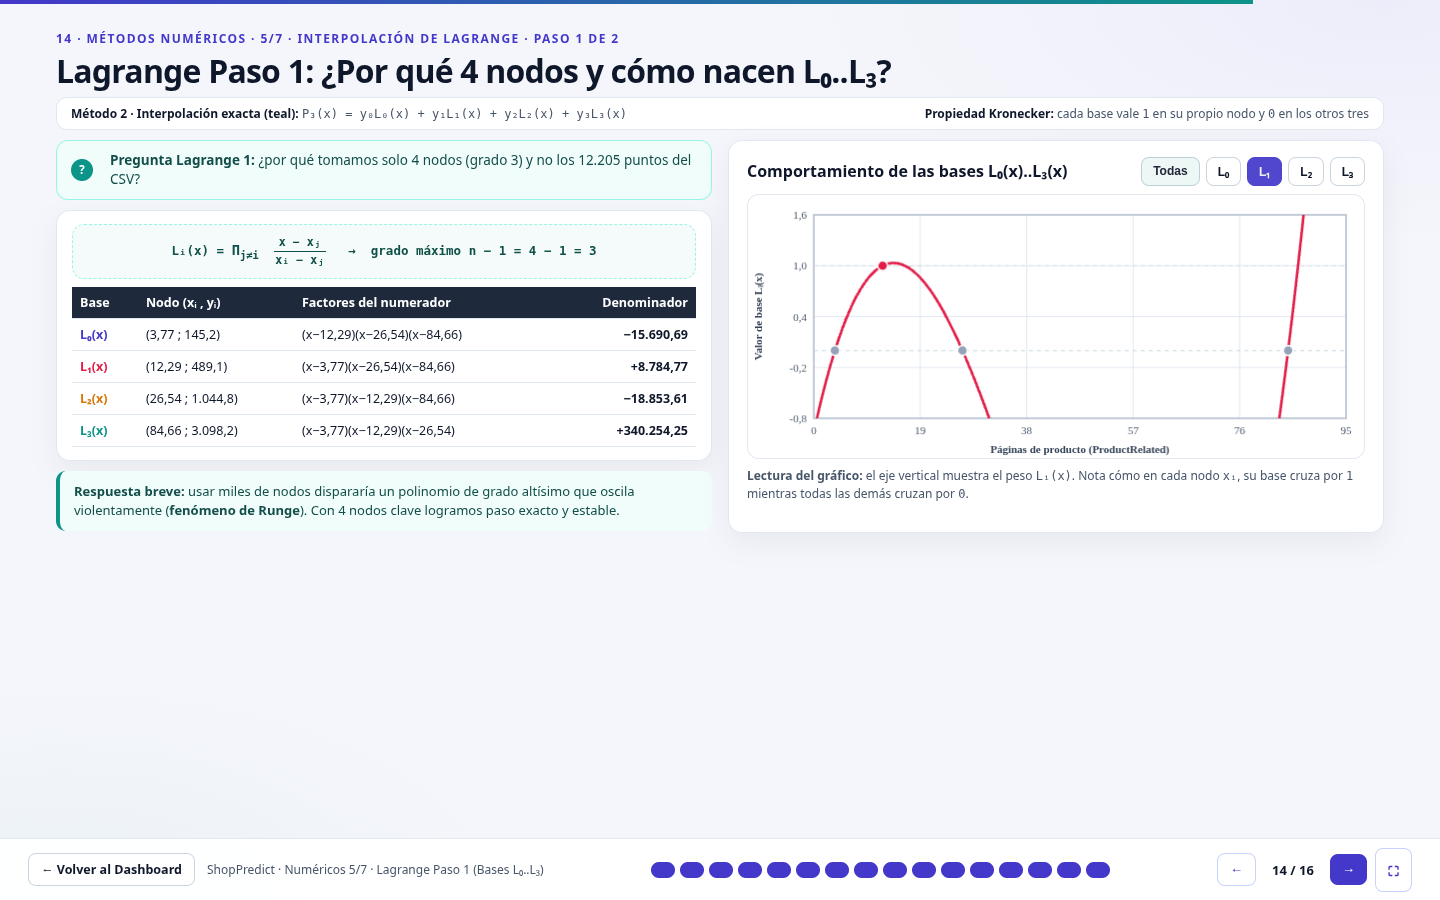 14 · MÉTODOS NUMÉRICOS · 5/7 · INTERPOLACIÓN DE LAGRANGE · PASO 1 DE 2
Lagrange Paso 1: ¿Por qué 4 nodos y cómo nacen L₀..L₃?
Método 2 · Interpolación exacta (teal): P₃(x) = y₀L₀(x) + y₁L₁(x) + y₂L₂(x) + y₃L₃(x)
Propiedad Kronecker: cada base vale 1 en su propio nodo y 0 en los otros tres
?
Pregunta Lagrange 1: ¿por qué tomamos solo 4 nodos (grado 3) y no los 12.205 puntos del
CSV?
Lᵢ(x) = Πj≠i x − xⱼ / xᵢ − xⱼ → grado máximo n − 1 = 4 − 1 = 3
Base Nodo (xᵢ , yᵢ) Factores del numerador Denominador
L₀(x) (3,77 ; 145,2) (x−12,29)(x−26,54)(x−84,66) −15.690,69
L₁(x) (12,29 ; 489,1) (x−3,77)(x−26,54)(x−84,66) +8.784,77
L₂(x) (26,54 ; 1.044,8) (x−3,77)(x−12,29)(x−84,66) −18.853,61
L₃(x) (84,66 ; 3.098,2) (x−3,77)(x−12,29)(x−26,54) +340.254,25
Respuesta breve: usar miles de nodos dispararía un polinomio de grado altísimo que oscila
violentamente (fenómeno de Runge). Con 4 nodos clave logramos paso exacto y estable.
Comportamiento de las bases L₀(x)..L₃(x)
Todas L₀ L₁ L₂ L₃
1,6
1,0
0,4
-0,2
-0,8
Valor de base Lᵢ(x)
0 19 38 57 76 95
Páginas de producto (ProductRelated)
Lectura del gráfico: el eje vertical muestra el peso Lᵢ(x). Nota cómo en cada nodo xᵢ, su base cruza por 1
mientras todas las demás cruzan por 0.
← Volver al Dashboard
ShopPredict · Numéricos 5/7 · Lagrange Paso 1 (Bases L₀..L₃)
← 14 / 16 →